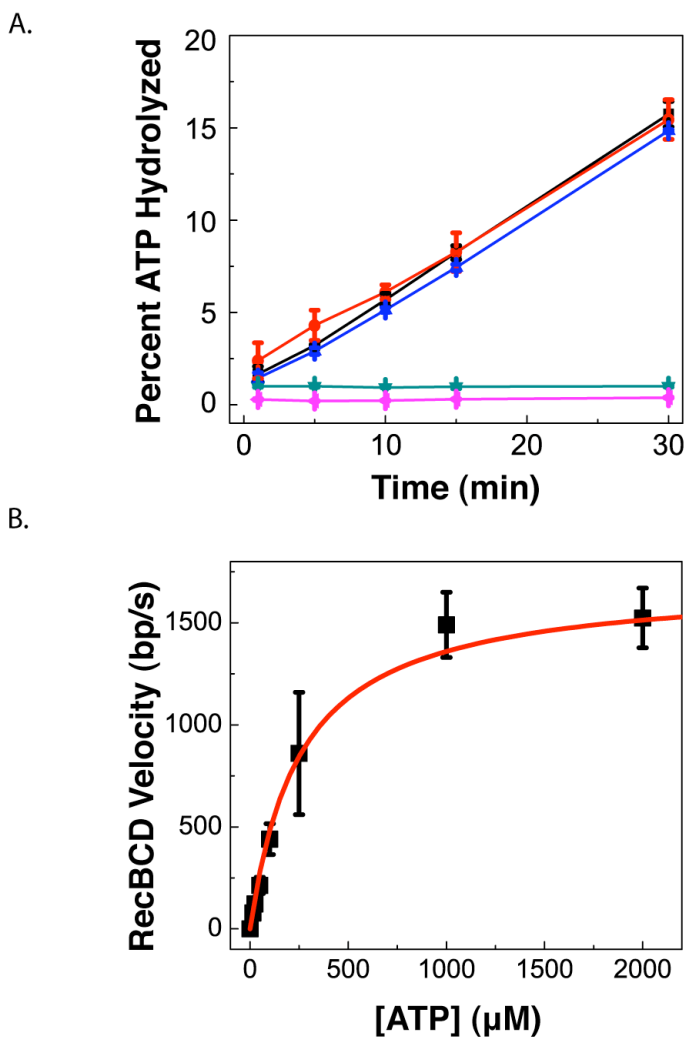 A.
Percent ATP Hydrolyzed
20
15
10
5
0
0 10 20 30
Time (min)
B.
RecBCD Velocity (bp/s)
1500
1000
500
0
0 500 1000 1500 2000
[ATP] (µM)